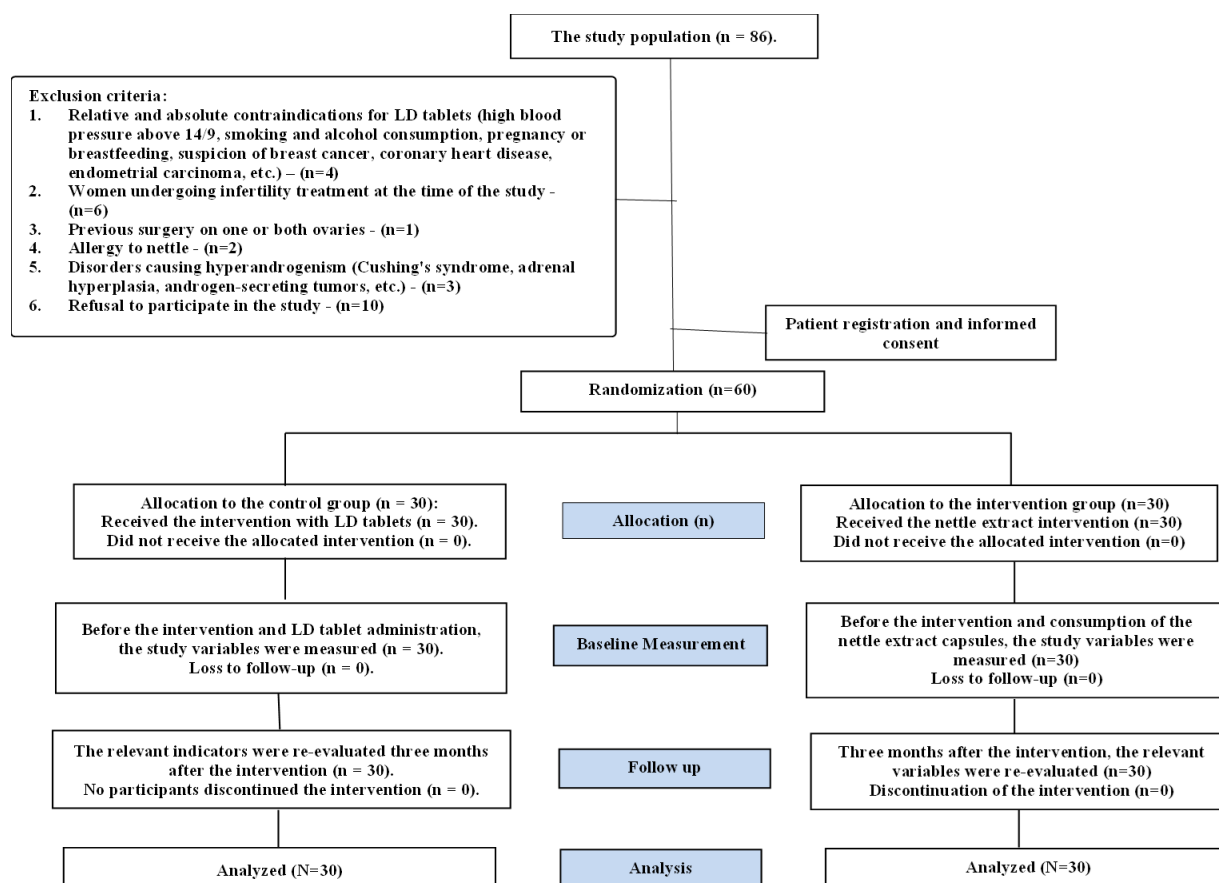 The study population (n = 86).
Exclusion criteria:
1. Relative and absolute contraindications for LD tablets (high blood
pressure above 14/9, smoking and alcohol consumption, pregnancy or
breastfeeding, suspicion of breast cancer, coronary heart disease,
endometrial carcinoma, etc.) – (n=4)
2. Women undergoing infertility treatment at the time of the study -
(n=6)
3. Previous surgery on one or both ovaries - (n=1)
4. Allergy to nettle - (n=2)
5. Disorders causing hyperandrogenism (Cushing's syndrome, adrenal
hyperplasia, androgen-secreting tumors, etc.) - (n=3)
6. Refusal to participate in the study - (n=10)
Patient registration and informed
consent
Randomization (n=60)
Allocation to the control group (n = 30):
Received the intervention with LD tablets (n = 30).
Did not receive the allocated intervention (n = 0).
Allocation (n)
Allocation to the intervention group (n=30)
Received the nettle extract intervention (n=30)
Did not receive the allocated intervention (n=0)
Before the intervention and LD tablet administration,
the study variables were measured (n = 30).
Loss to follow-up (n = 0).
Baseline Measurement
Before the intervention and consumption of the
nettle extract capsules, the study variables were
measured (n=30)
Loss to follow-up (n=0)
The relevant indicators were re-evaluated three months
after the intervention (n = 30).
No participants discontinued the intervention (n = 0).
Follow up
Three months after the intervention, the relevant
variables were re-evaluated (n=30)
Discontinuation of the intervention (n=0)
Analyzed (N=30)
Analysis
Analyzed (N=30)